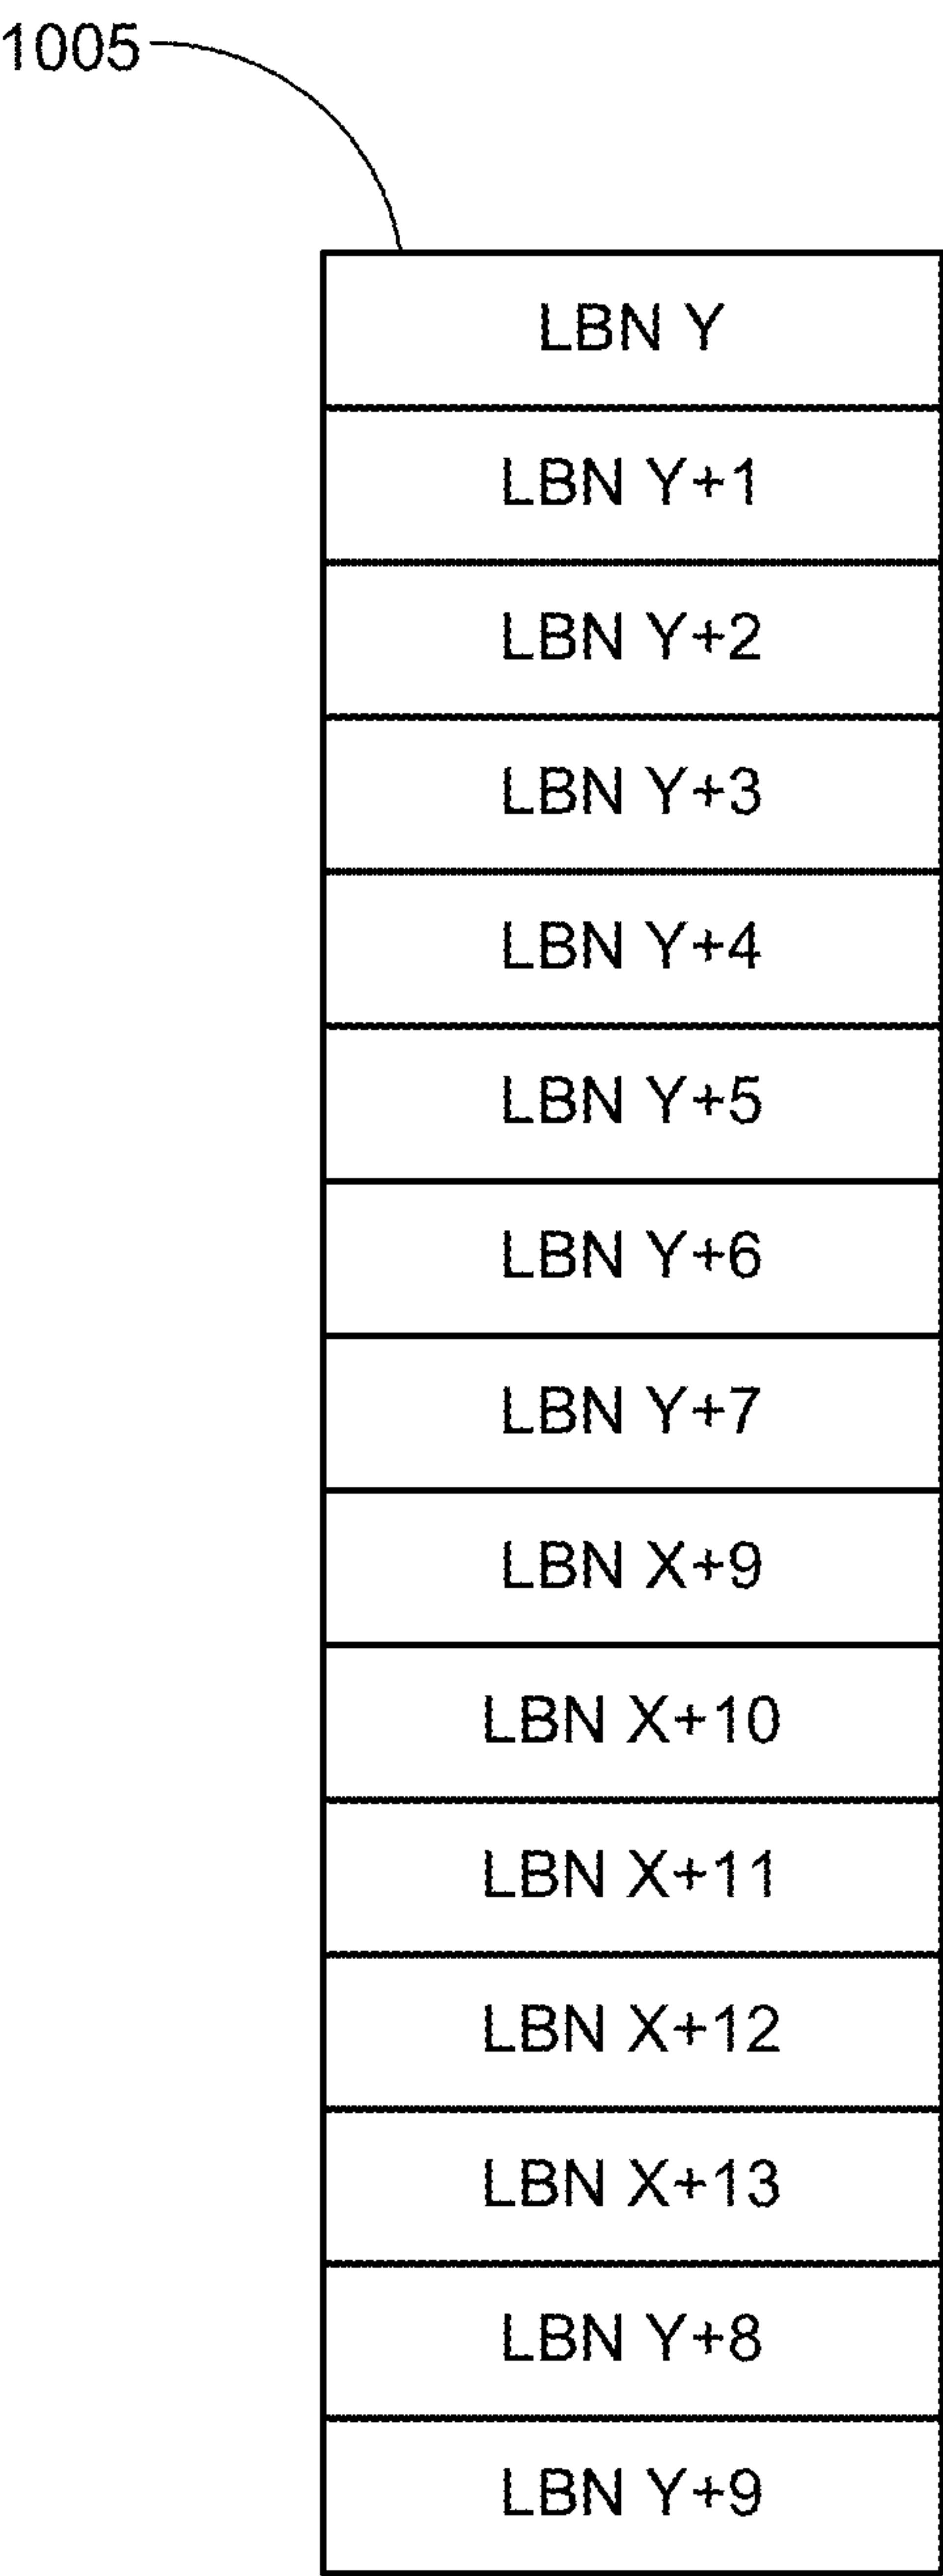 1005
LBN Y
LBN Y+1
LBN Y+2
LBN Y+3
LBN Y+4
LBN Y+5
LBN Y+6
LBN Y+7
LBN X+9
LBN X+10
LBN X+11
LBN X+12
LBN X+13
LBN Y+8
LBN Y+9